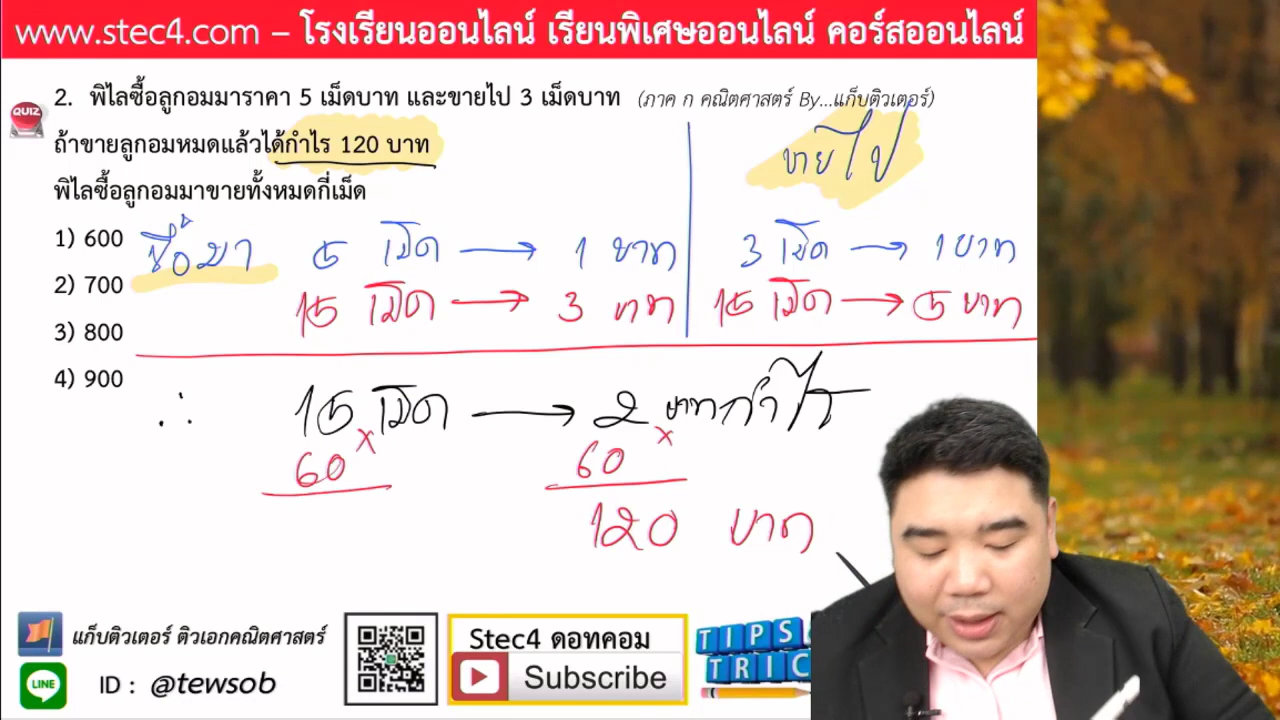 www.stec4.com – โรงเรียนออนไลน์ เรียนพิเศษออนไลน์ คอร์สออนไลน์
QUIZ
2. พิไลซื้อลูกอมมาราคา 5 เม็ดบาท และขายไป 3 เม็ดบาท (ภาค ก คณิตศาสตร์ By...แก็บติวเตอร์)
ถ้าขายลูกอมหมดแล้วได้กำไร 120 บาท
ขายไป
พิไลซื้อลูกอมมาขายทั้งหมดกี่เม็ด
1) 600
ซื้อมา 5 เม็ด → 1 บาท 3 เม็ด → 1 บาท
2) 700
15 เม็ด → 3 บาท 15 เม็ด → 5 บาท
3) 800
4) 900
∴ 15 เม็ด → 2 บาทกำไร
60 × 60 ×
120 บาท
แก็บติวเตอร์ ติวเอกคณิตศาสตร์
LINE ID : @tewsob
Stec4 ดอทคอม
Subscribe
TIPS &
TRIC